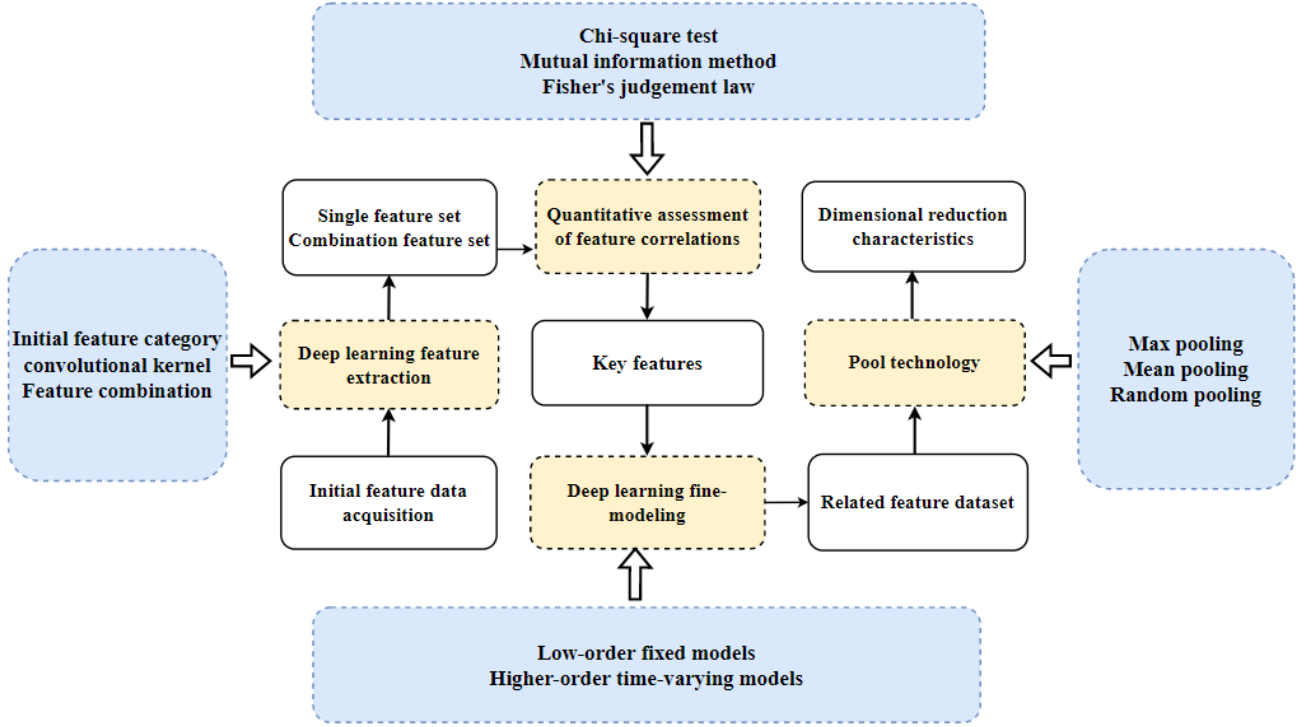 Chi-square test
Mutual information method
Fisher's judgement law
Single feature set
Combination feature set
Quantitative assessment
of feature correlations
Dimensional reduction
characteristics
Initial feature category
convolutional kernel
Feature combination
Deep learning feature
extraction
Key features
Pool technology
Max pooling
Mean pooling
Random pooling
Initial feature data
acquisition
Deep learning fine-
modeling
Related feature dataset
Low-order fixed models
Higher-order time-varying models